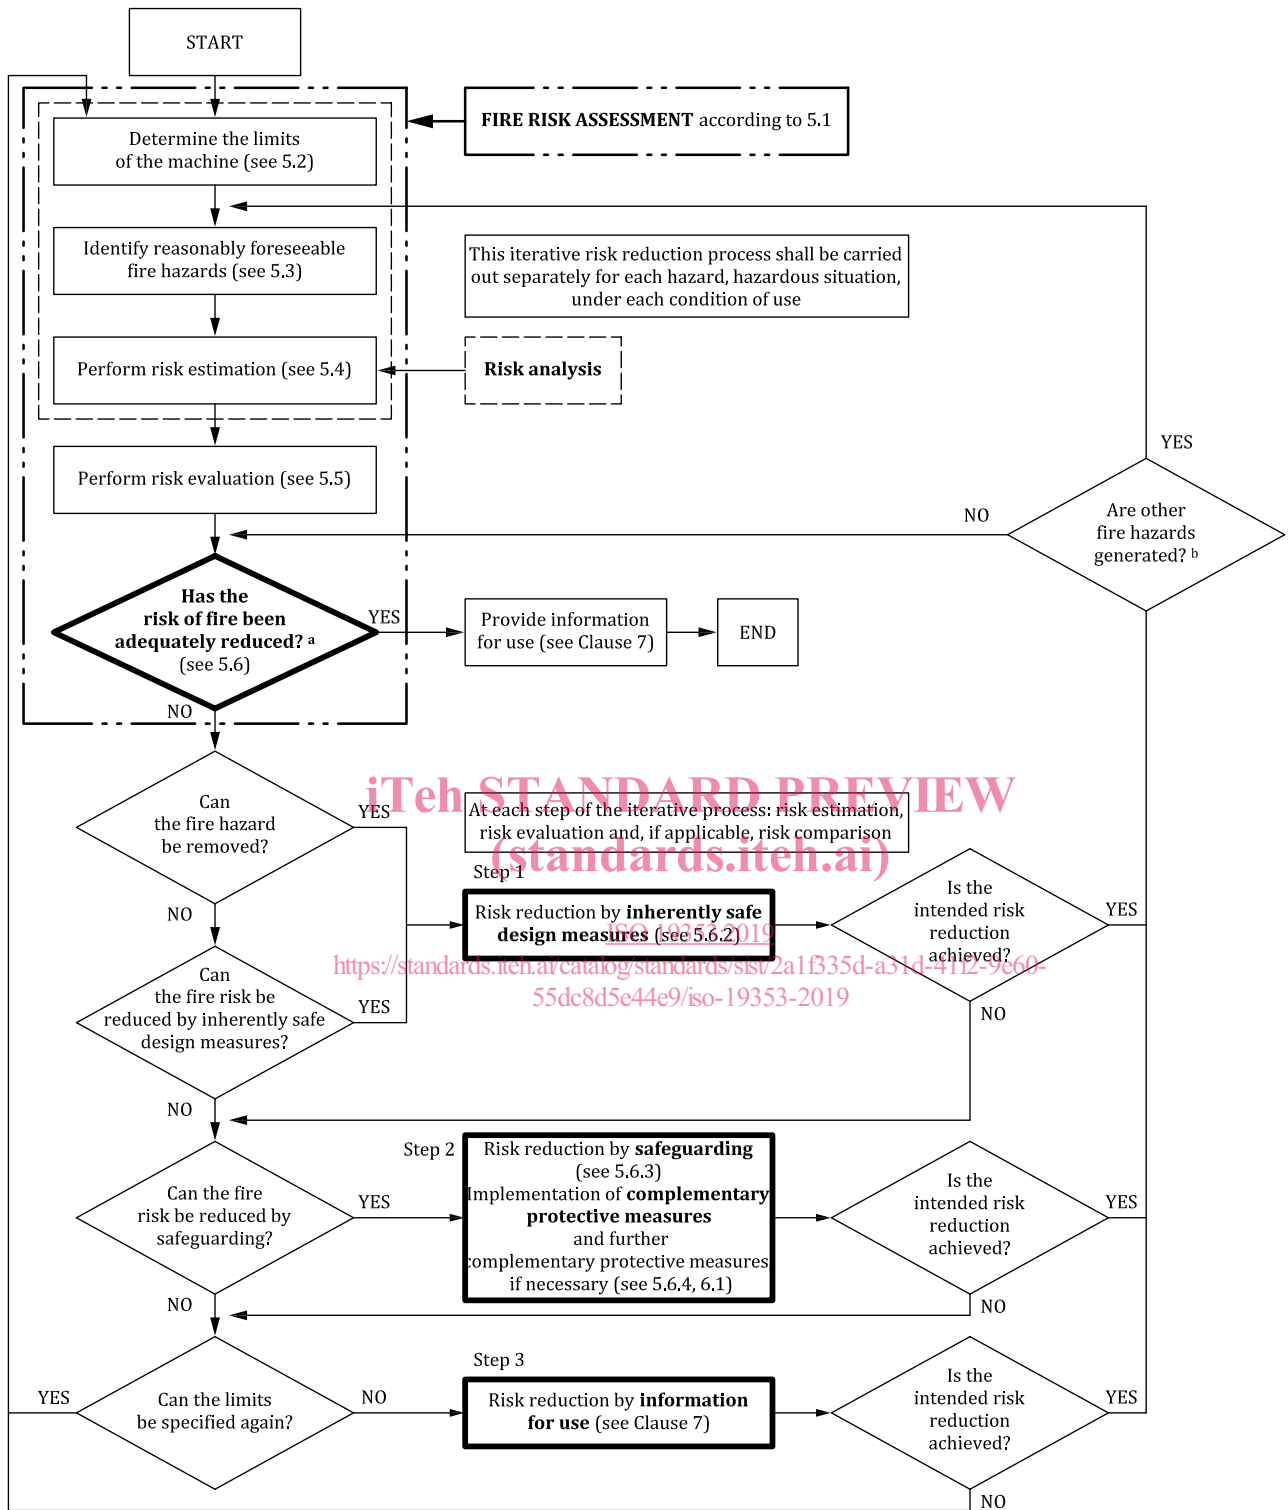 START
FIRE RISK ASSESSMENT according to 5.1
Determine the limits
of the machine (see 5.2)
Identify reasonably foreseeable
fire hazards (see 5.3)
This iterative risk reduction process shall be carried
out separately for each hazard, hazardous situation,
under each condition of use
Perform risk estimation (see 5.4)
Risk analysis
Perform risk evaluation (see 5.5)
YES
NO
Are other
fire hazards
generated? b
Has the
risk of fire been
adequately reduced? a
(see 5.6)
YES
Provide information
for use (see Clause 7)
END
NO
iTeh STANDARD PREVIEW
(standards.iteh.ai)
ISO 19353:2019
https://standards.iteh.ai/catalog/standards/sist/2a1f335d-a31d-41f2-9e60-
55dc8d5e44e9/iso-19353-2019
Can
the fire hazard
be removed?
YES
At each step of the iterative process: risk estimation,
risk evaluation and, if applicable, risk comparison
Step 1
NO
Risk reduction by inherently safe
design measures (see 5.6.2)
Is the
intended risk
reduction
achieved?
YES
NO
Can
the fire risk be
reduced by inherently safe
design measures?
YES
NO
Step 2
Risk reduction by safeguarding
(see 5.6.3)
Implementation of complementary
protective measures
and further
complementary protective measures
if necessary (see 5.6.4, 6.1)
Can the fire
risk be reduced by
safeguarding?
YES
Is the
intended risk
reduction
achieved?
YES
NO
NO
Step 3
YES
Can the limits
be specified again?
NO
Risk reduction by information
for use (see Clause 7)
Is the
intended risk
reduction
achieved?
YES
NO